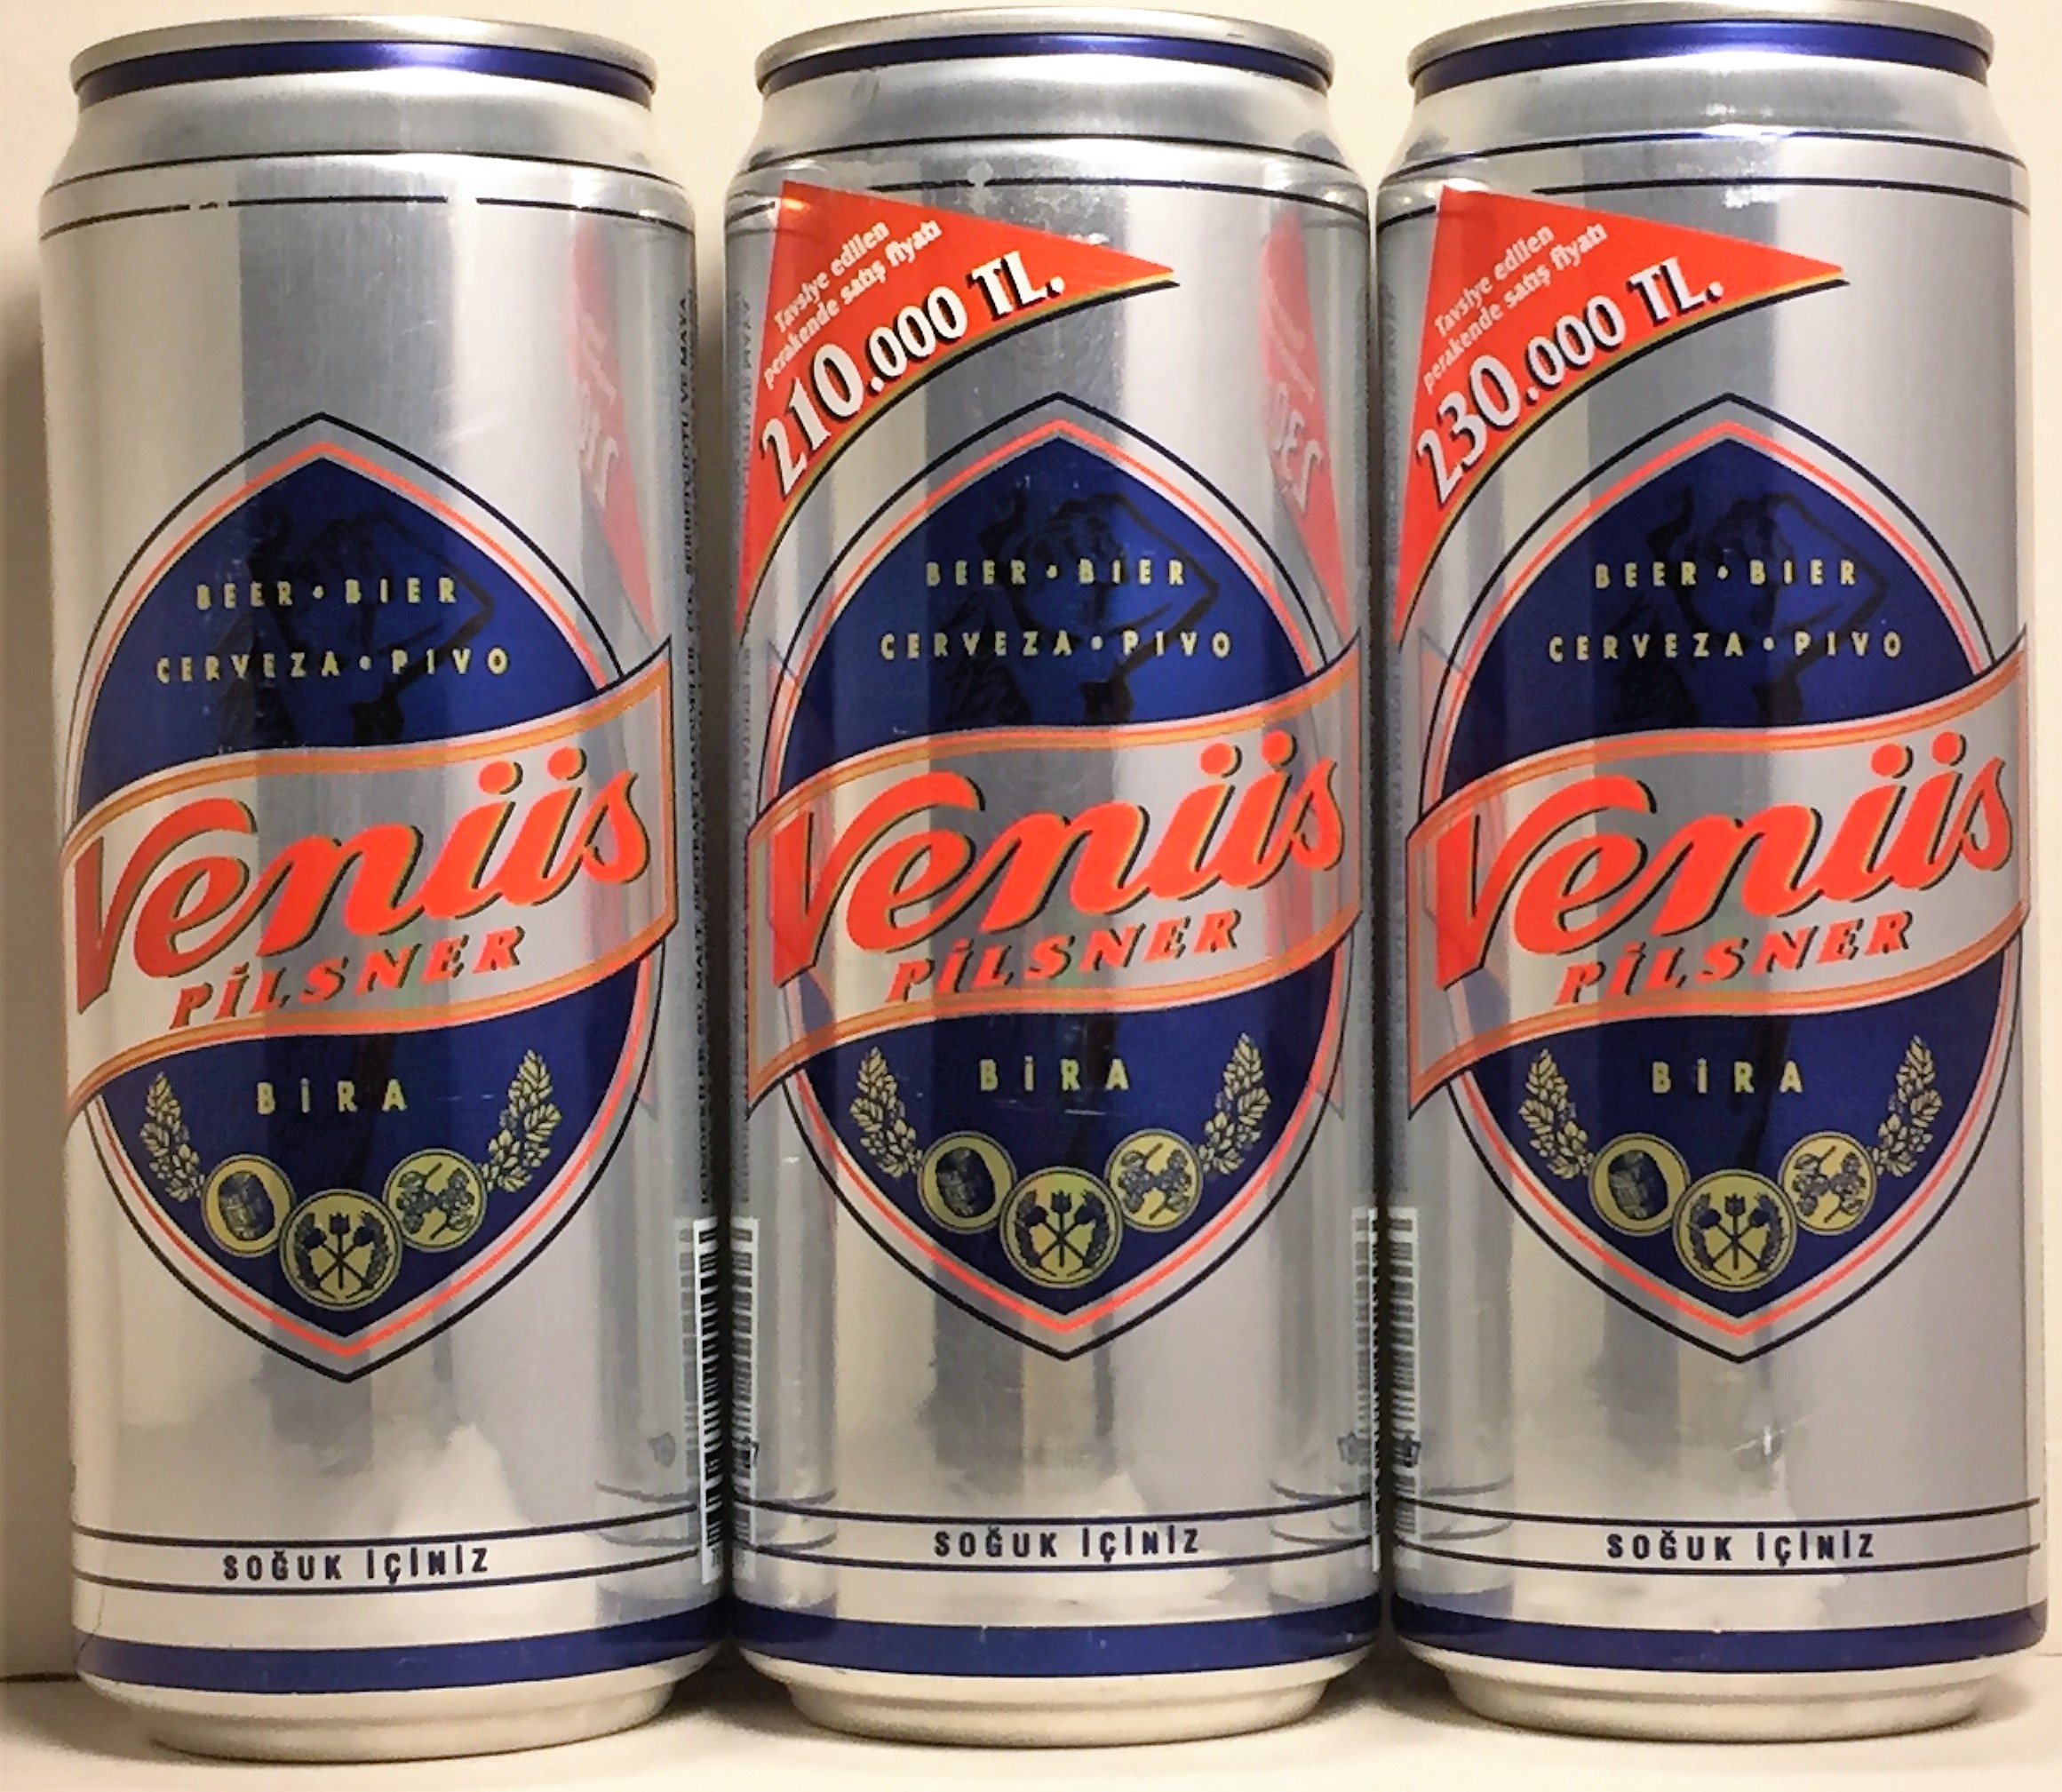 BEER • BIER
CERVEZA • PIVO
Venüs
PİLSNER
BİRA
SOĞUK İÇİNİZ
Tavsiye edilen
perakende satış fiyatı
210.000 TL.
BEER • BIER
CERVEZA • PIVO
Venüs
PİLSNER
BİRA
SOĞUK İÇİNİZ
Tavsiye edilen
perakende satış fiyatı
230.000 TL.
BEER • BIER
CERVEZA • PIVO
Venüs
PİLSNER
BİRA
SOĞUK İÇİNİZ